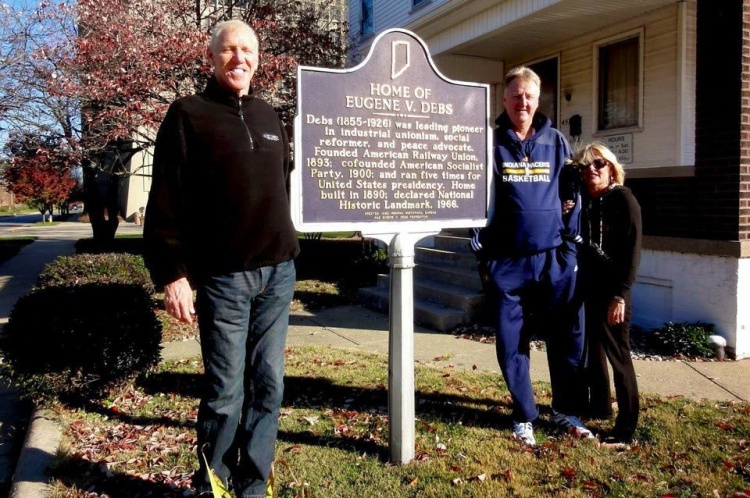 HOME OF
EUGENE V. DEBS
Debs (1855-1926) was leading pioneer
in industrial unionism, social
reformer, and peace advocate.
Founded American Railway Union,
1893; cofounded American Socialist
Party, 1900; and ran five times for
United States presidency. Home
built in 1890; declared National
Historic Landmark, 1966.
INDIANA PACERS
BASKETBALL
HOURS